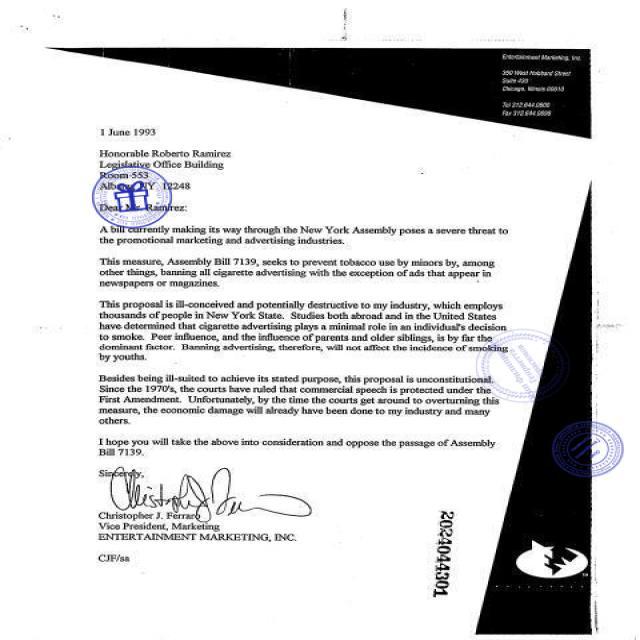 Entertainment Marketing, Inc.
350 West Hubbard Street
Suite 430
Chicago, Illinois 60610
Tel 312.644.0600
Fax 312.644.0698
1 June 1993
Honorable Roberto Ramirez
Legislative Office Building
Room 553
Albany NY 12248
Dear Mr. Ramirez:
A bill currently making its way through the New York Assembly poses a severe threat to
the promotional marketing and advertising industries.
This measure, Assembly Bill 7139, seeks to prevent tobacco use by minors by, among
other things, banning all cigarette advertising with the exception of ads that appear in
newspapers or magazines.
This proposal is ill-conceived and potentially destructive to my industry, which employs
thousands of people in New York State. Studies both abroad and in the United States
have determined that cigarette advertising plays a minimal role in an individual's decision
to smoke. Peer influence, and the influence of parents and older siblings, is by far the
dominant factor. Banning advertising, therefore, will not affect the incidence of smoking
by youths.
Besides being ill-suited to achieve its stated purpose, this proposal is unconstitutional.
Since the 1970's, the courts have ruled that commercial speech is protected under the
First Amendment. Unfortunately, by the time the courts get around to overturning this
measure, the economic damage will already have been done to my industry and many
others.
I hope you will take the above into consideration and oppose the passage of Assembly
Bill 7139.
Sincerely,
Christopher J. Ferraro
Vice President, Marketing
ENTERTAINMENT MARKETING, INC.
CJF/sa
2024044301